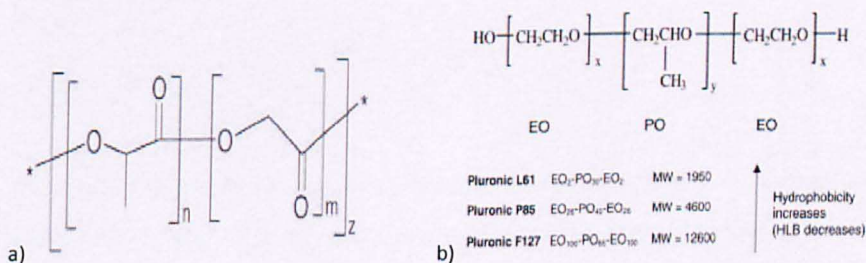 HO-[CH₂CH₂O]x-[CH₂CHO]y-[CH₂CH₂O]x-H
CH₃
EO PO EO
O
O O
O
n m z
* *
Pluronic L61 EO₂-PO₃₀-EO₂ MW = 1950
Pluronic P85 EO₂₆-PO₄₀-EO₂₆ MW = 4600
Pluronic F127 EO₁₀₀-PO₆₅-EO₁₀₀ MW = 12600
Hydrophobicity
increases
(HLB decreases)
a)
b)